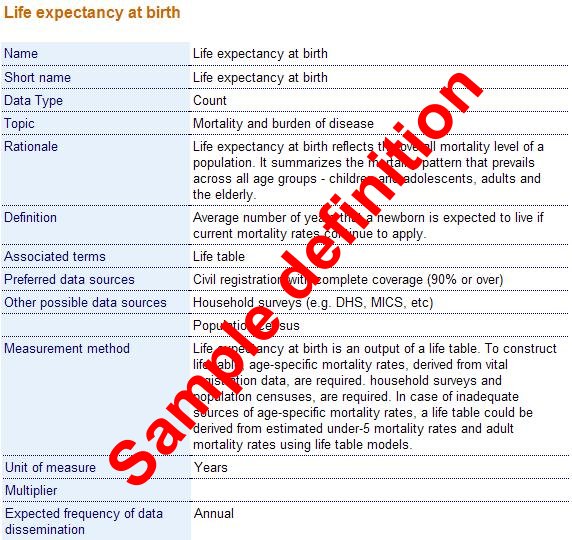 Life expectancy at birth
Name Life expectancy at birth
Short name Life expectancy at birth
Data Type Count
Topic Mortality and burden of disease
Rationale Life expectancy at birth reflects the overall mortality level of a
population. It summarizes the mortality pattern that prevails
across all age groups - children and adolescents, adults and
the elderly.
Definition Average number of years that a newborn is expected to live if
current mortality rates continue to apply.
Associated terms Life table
Preferred data sources Civil registration with complete coverage (90% or over)
Other possible data sources Household surveys (e.g. DHS, MICS, etc)
Population census
Measurement method Life expectancy at birth is an output of a life table. To construct
life table, age-specific mortality rates, derived from vital
registration data, are required. household surveys and
population censuses, are required. In case of inadequate
sources of age-specific mortality rates, a life table could be
derived from estimated under-5 mortality rates and adult
mortality rates using life table models.
Unit of measure Years
Multiplier
Expected frequency of data Annual
dissemination
Sample definition